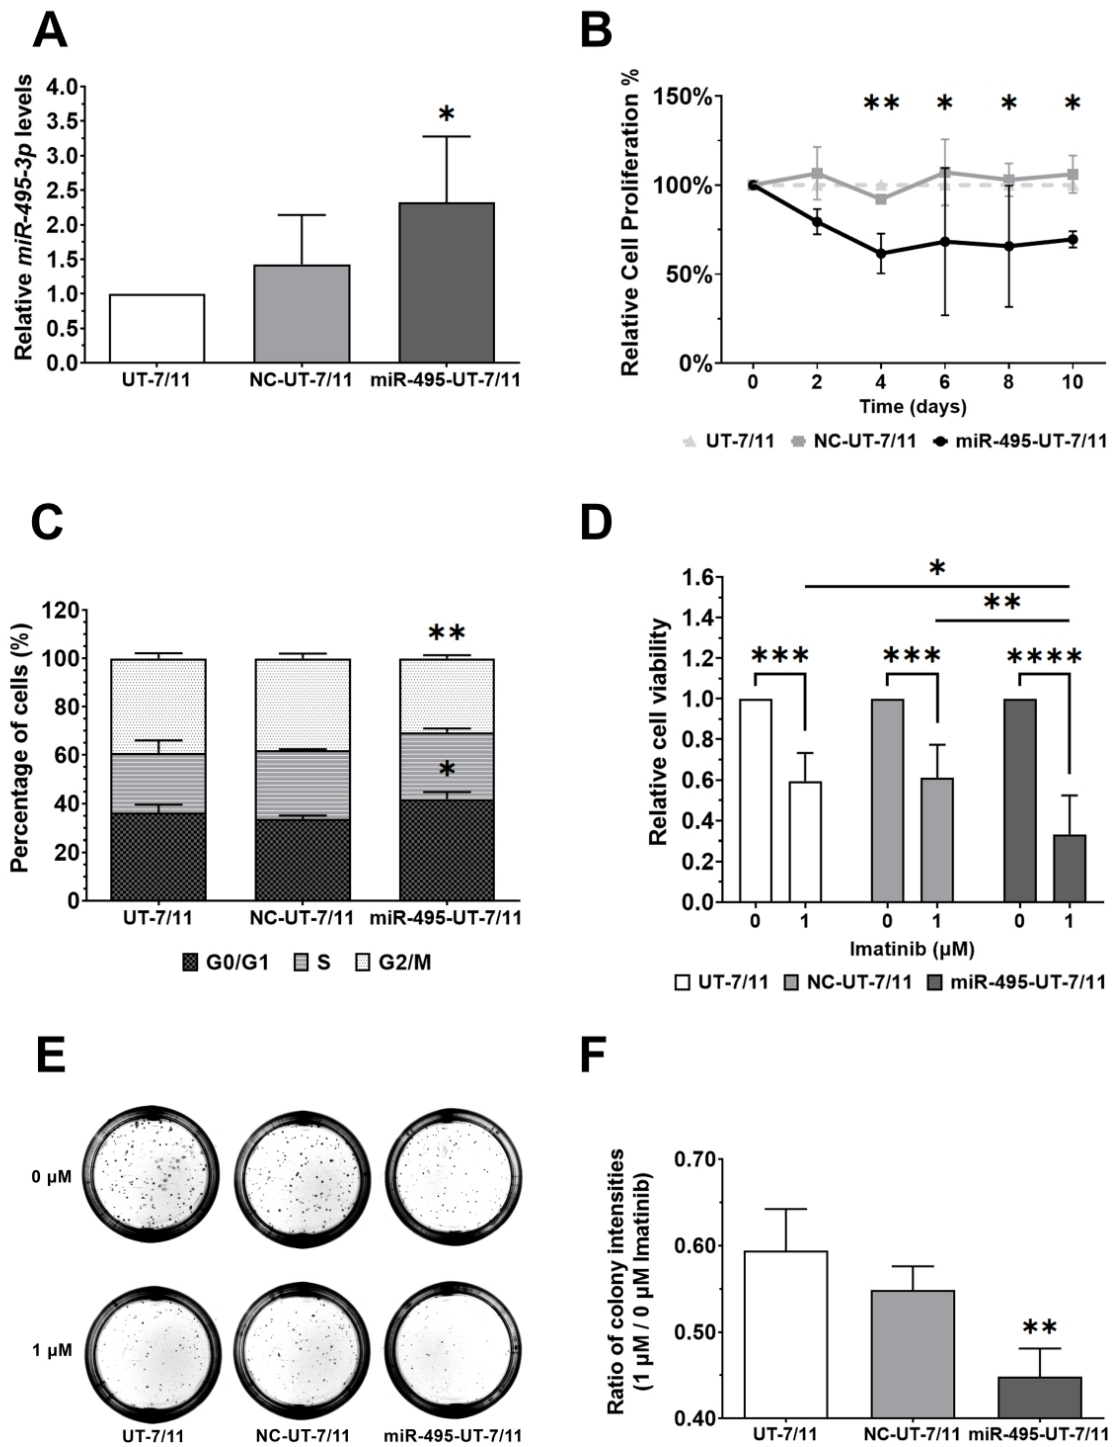 A
Relative miR-495-3p levels
4.0
3.5
3.0
2.5
2.0
1.5
1.0
0.5
0.0
*
UT-7/11 NC-UT-7/11 miR-495-UT-7/11
B
Relative Cell Proliferation %
150%
100%
50%
0%
** * * *
0 2 4 6 8 10
Time (days)
UT-7/11 NC-UT-7/11 miR-495-UT-7/11
C
Percentage of cells (%)
120
100
80
60
40
20
0
**
*
UT-7/11 NC-UT-7/11 miR-495-UT-7/11
G0/G1 S G2/M
D
Relative cell viability
1.6
1.4
1.2
1.0
0.8
0.6
0.4
0.2
0.0
*
**
*** *** ****
0 1 0 1 0 1
Imatinib (µM)
UT-7/11 NC-UT-7/11 miR-495-UT-7/11
E
0 µM
1 µM
UT-7/11 NC-UT-7/11 miR-495-UT-7/11
F
Ratio of colony intensities
(1 µM / 0 µM Imatinib)
0.70
0.60
0.50
0.40
**
UT-7/11 NC-UT-7/11 miR-495-UT-7/11